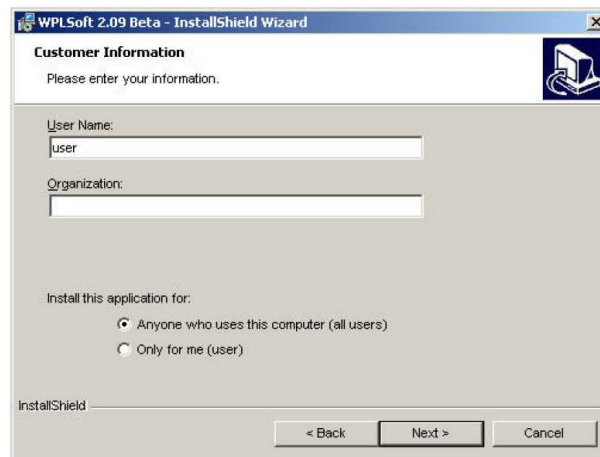 WPLSoft 2.09 Beta - InstallShield Wizard
Customer Information
Please enter your information.
User Name:
user
Organization:
Install this application for:
Anyone who uses this computer (all users)
Only for me (user)
InstallShield
< Back Next > Cancel